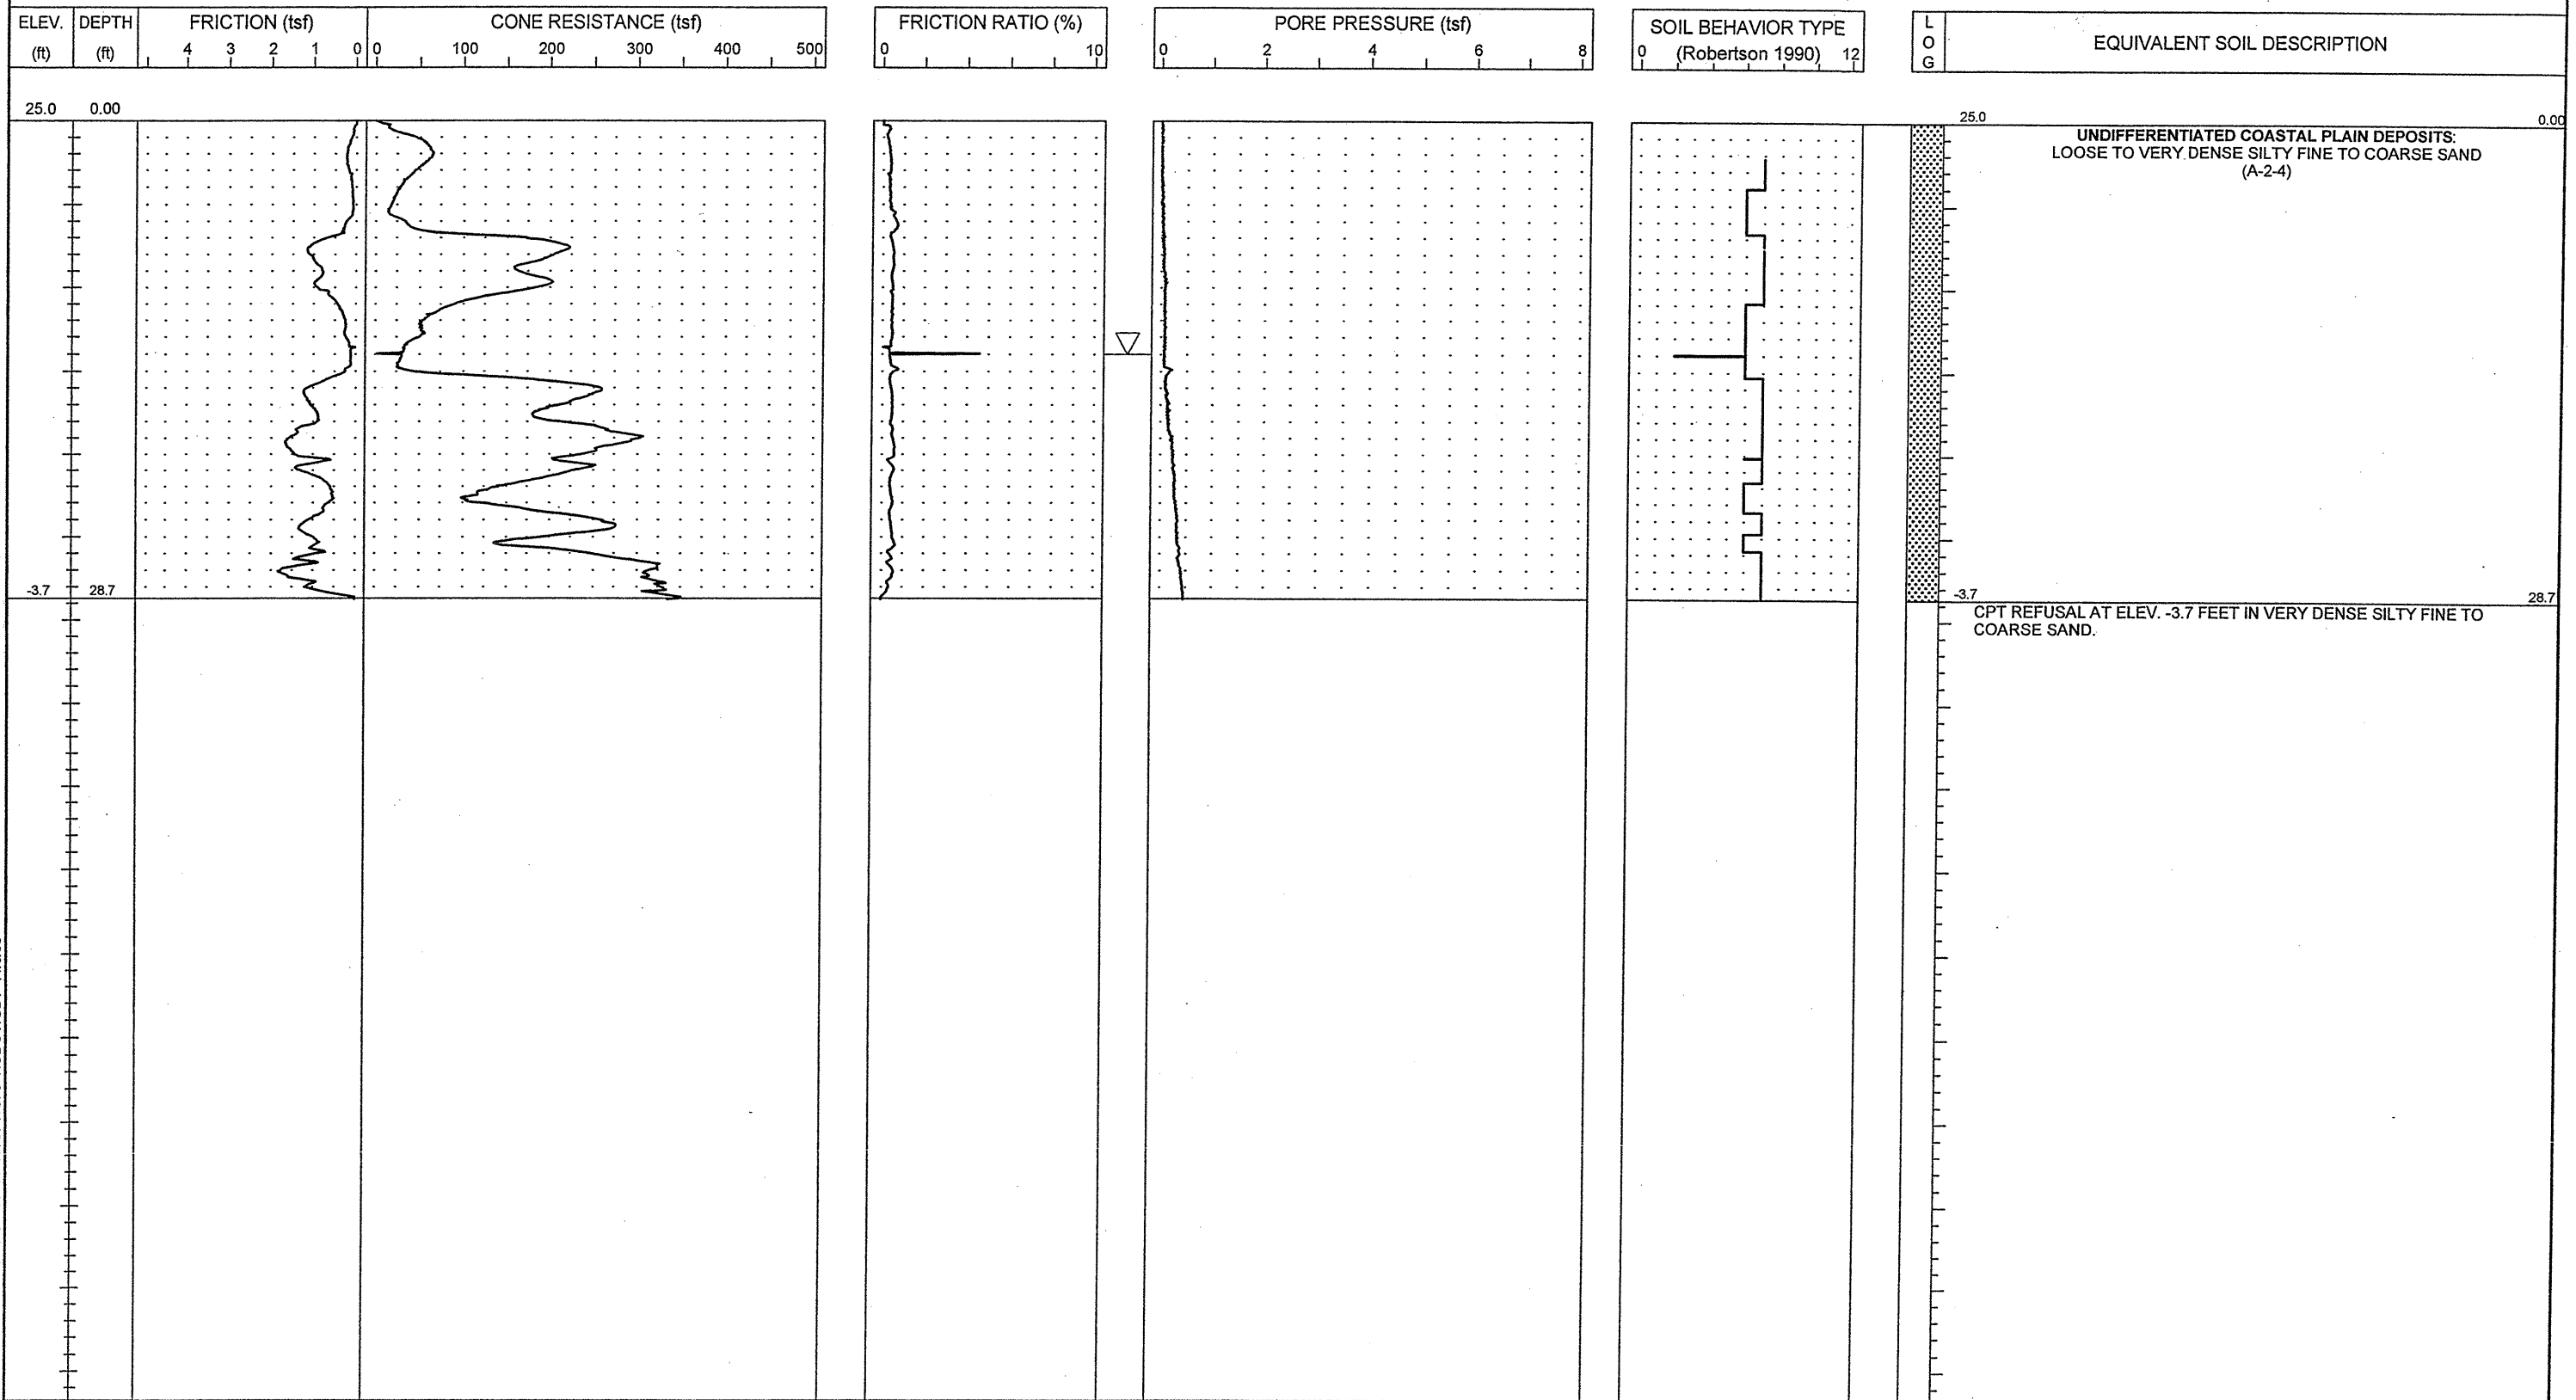 ELEV. (ft)
DEPTH (ft)
FRICTION (tsf)
4 3 2 1 0
CONE RESISTANCE (tsf)
0 100 200 300 400 500
FRICTION RATIO (%)
0 10
PORE PRESSURE (tsf)
0 2 4 6 8
SOIL BEHAVIOR TYPE
(Robertson 1990)
0 12
LOG
EQUIVALENT SOIL DESCRIPTION
25.0 0.00
25.0 0.00
UNDIFFERENTIATED COASTAL PLAIN DEPOSITS:
LOOSE TO VERY DENSE SILTY FINE TO COARSE SAND
(A-2-4)
-3.7 28.7
-3.7 28.7
CPT REFUSAL AT ELEV. -3.7 FEET IN VERY DENSE SILTY FINE TO
COARSE SAND.